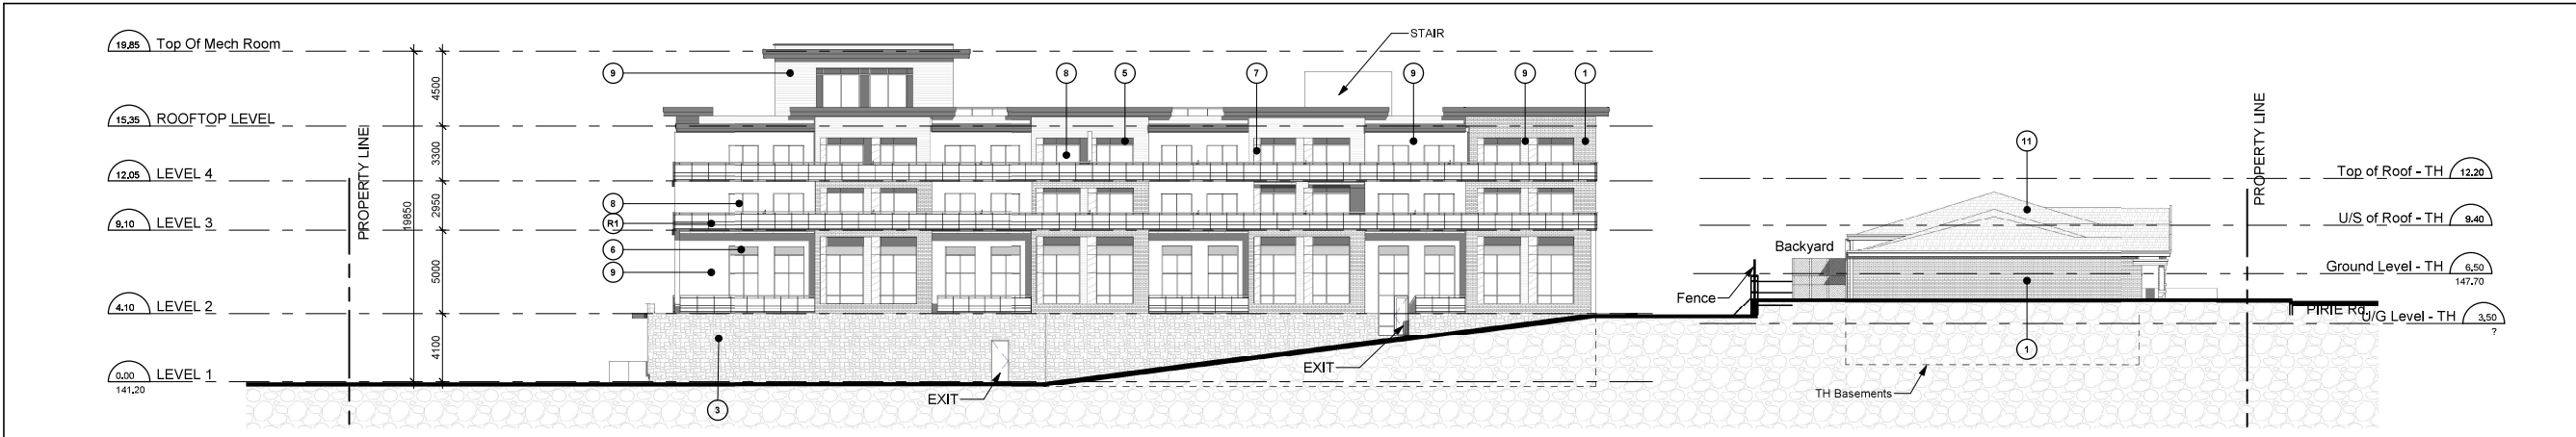 STAIR
19.85 Top Of Mech Room
9
8
5
7
9
9
1
4500
15.35 ROOFTOP LEVEL
PROPERTY LINE
3300
12.05 LEVEL 4
19850
2950
8
9.10 LEVEL 3
R1
6
5000
9
4.10 LEVEL 2
4100
0.00 LEVEL 1
141.20
3
EXIT
EXIT
11
PROPERTY LINE
Top of Roof - TH 12.20
U/S of Roof - TH 9.40
Backyard
Ground Level - TH 6.50
147.70
Fence
PIRIE Rd.
U/G Level - TH 3.50
?
1
TH Basements